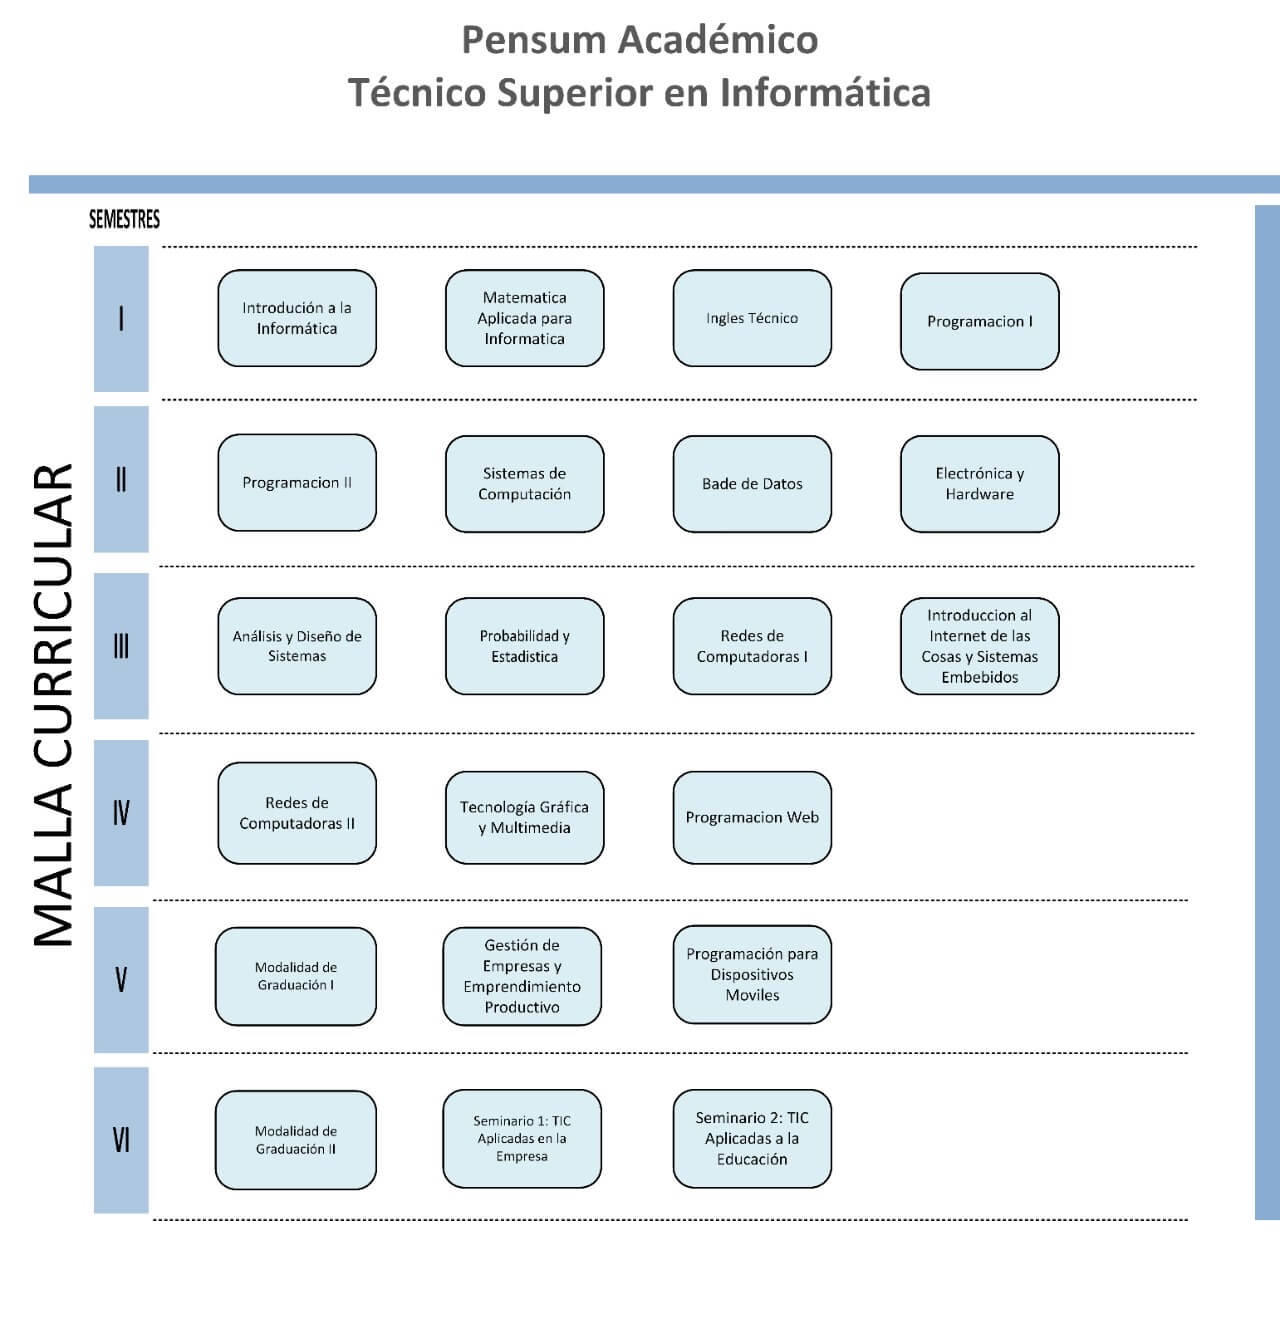 Pensum Académico
Técnico Superior en Informática
SEMESTRES
MALLA CURRICULAR
I
Introdución a la
Informática
Matematica
Aplicada para
Informatica
Ingles Técnico
Programacion I
II
Programacion II
Sistemas de
Computación
Bade de Datos
Electrónica y
Hardware
III
Análisis y Diseño de
Sistemas
Probabilidad y
Estadistica
Redes de
Computadoras I
Introduccion al
Internet de las
Cosas y Sistemas
Embebidos
IV
Redes de
Computadoras II
Tecnología Gráfica
y Multimedia
Programacion Web
V
Modalidad de
Graduación I
Gestión de
Empresas y
Emprendimiento
Productivo
Programación para
Dispositivos
Moviles
VI
Modalidad de
Graduación II
Seminario 1: TIC
Aplicadas en la
Empresa
Seminario 2: TIC
Aplicadas a la
Educación